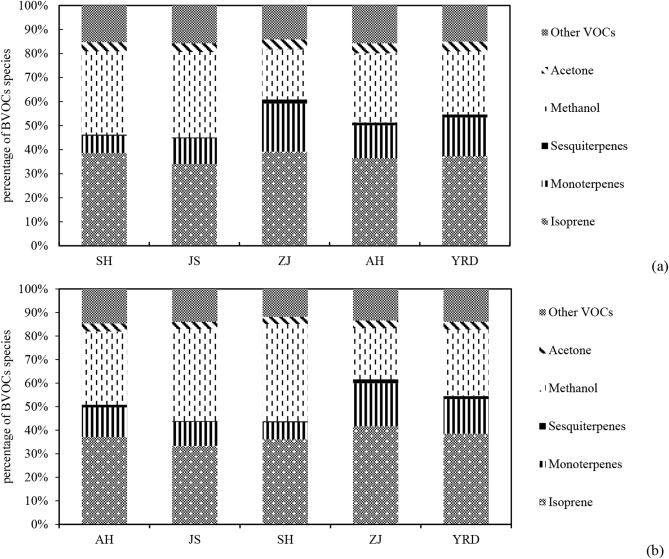 percentage of BVOCs species
100%
90%
80%
70%
60%
50%
40%
30%
20%
10%
0%
SH JS ZJ AH YRD
Other VOCs
Acetone
Methanol
Sesquiterpenes
Monoterpenes
Isoprene
(a)
percentage of BVOCs species
100%
90%
80%
70%
60%
50%
40%
30%
20%
10%
0%
AH JS SH ZJ YRD
Other VOCs
Acetone
Methanol
Sesquiterpenes
Monoterpenes
Isoprene
(b)